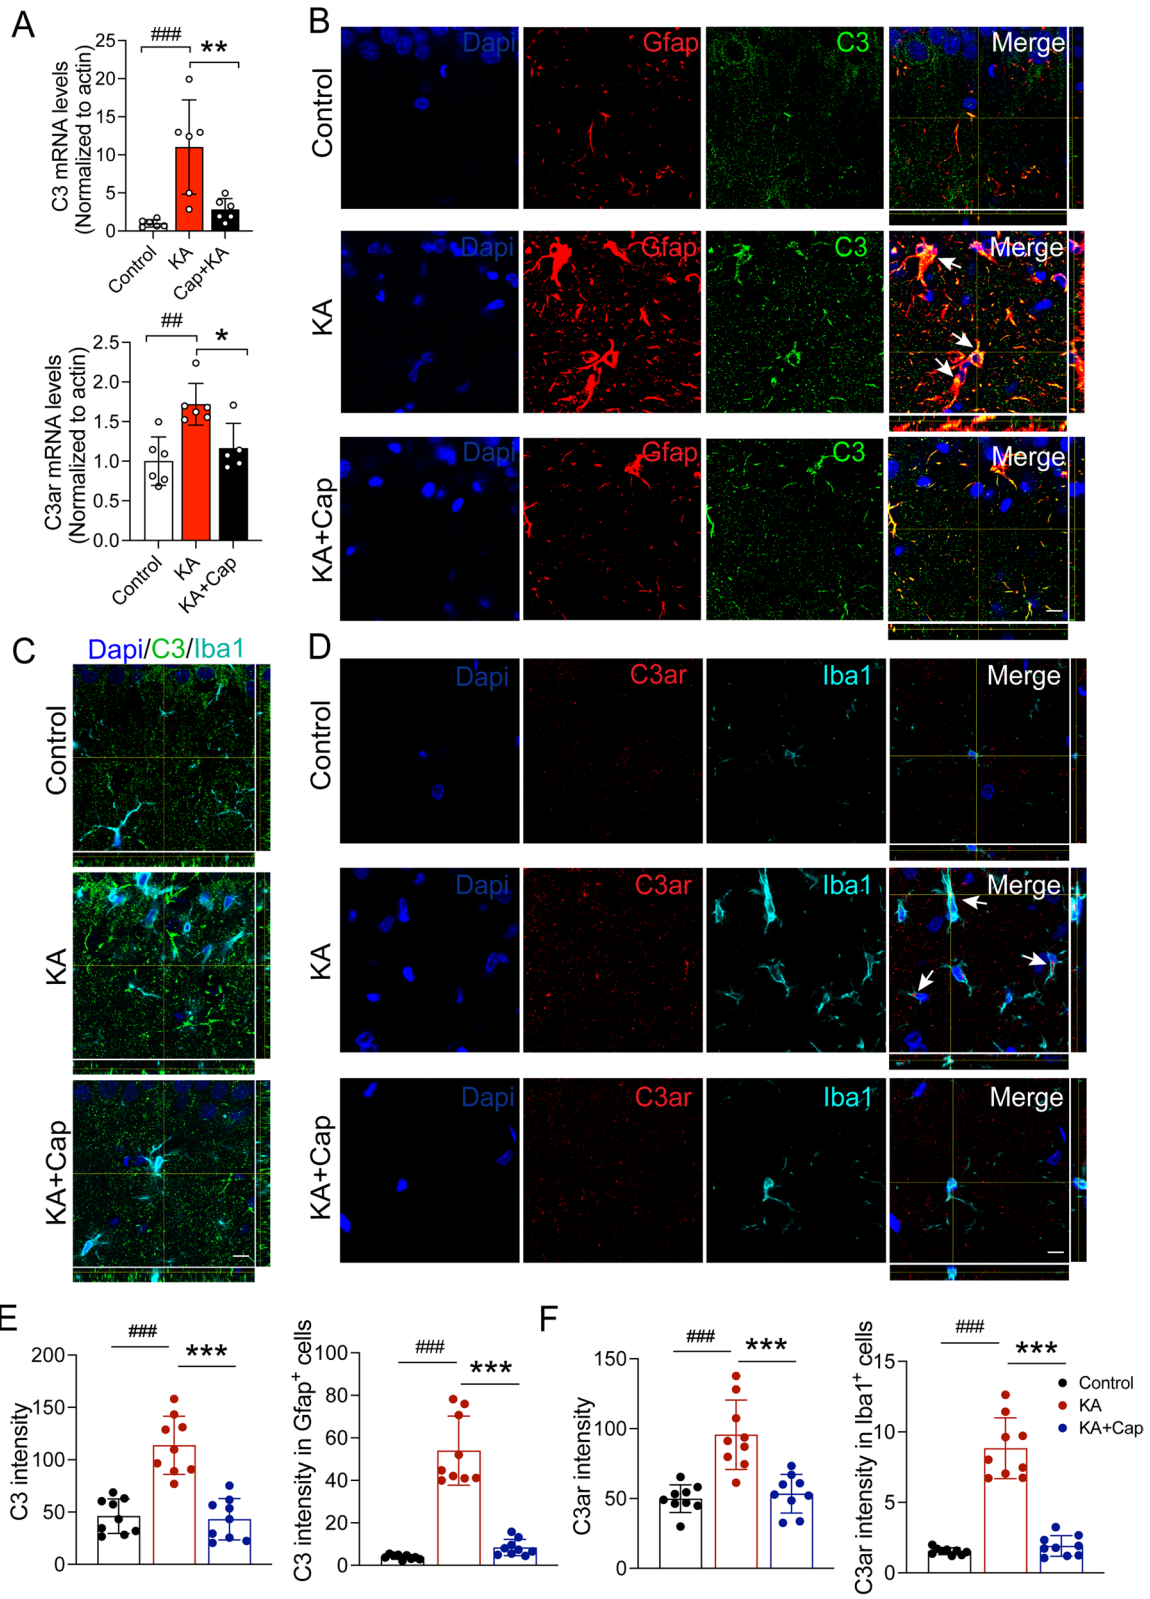 A
C3 mRNA levels
(Normalized to actin)
25
20
15
10
5
0
###
**
Control
KA
Cap+KA
C3ar mRNA levels
(Normalized to actin)
2.5
2.0
1.5
1.0
0.5
0.0
##
*
Control
KA
KA+Cap
B
Control
Dapi
Gfap
C3
Merge
KA
Dapi
Gfap
C3
Merge
KA+Cap
Dapi
Gfap
C3
Merge
C
Dapi/C3/Iba1
Control
KA
KA+Cap
D
Control
Dapi
C3ar
Iba1
Merge
KA
Dapi
C3ar
Iba1
Merge
KA+Cap
Dapi
C3ar
Iba1
Merge
E
C3 intensity
200
150
100
50
0
###
***
C3 intensity in Gfap+ cells
100
80
60
40
20
0
###
***
F
C3ar intensity
150
100
50
0
###
***
C3ar intensity in Iba1+ cells
15
10
5
0
###
***
Control
KA
KA+Cap